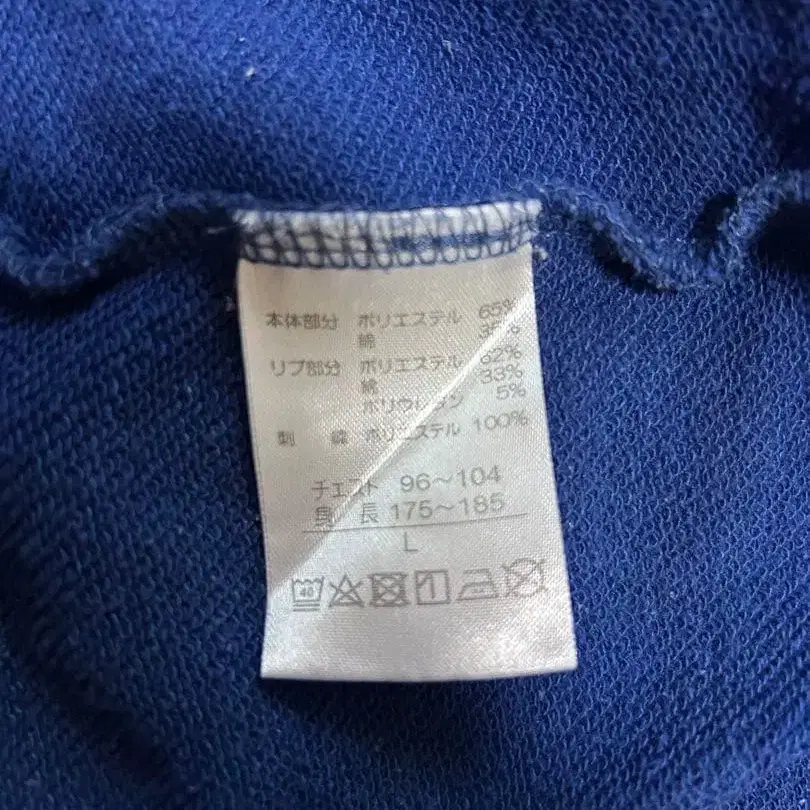 本体部分 ポリエステル 65%
綿 35%
リブ部分 ポリエステル 62%
綿 33%
ポリウレタン 5%
刺 繍 ポリエステル 100%
チェスト 96～104
身 長 175～185
L
40